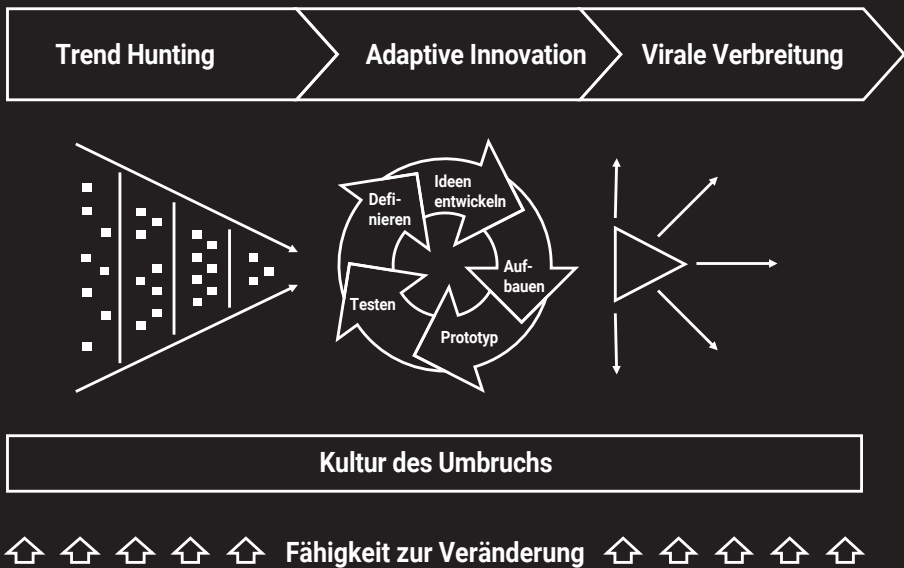 Trend Hunting
Adaptive Innovation
Virale Verbreitung
Defi-
nieren
Ideen
entwickeln
Auf-
bauen
Prototyp
Testen
Kultur des Umbruchs
Fähigkeit zur Veränderung